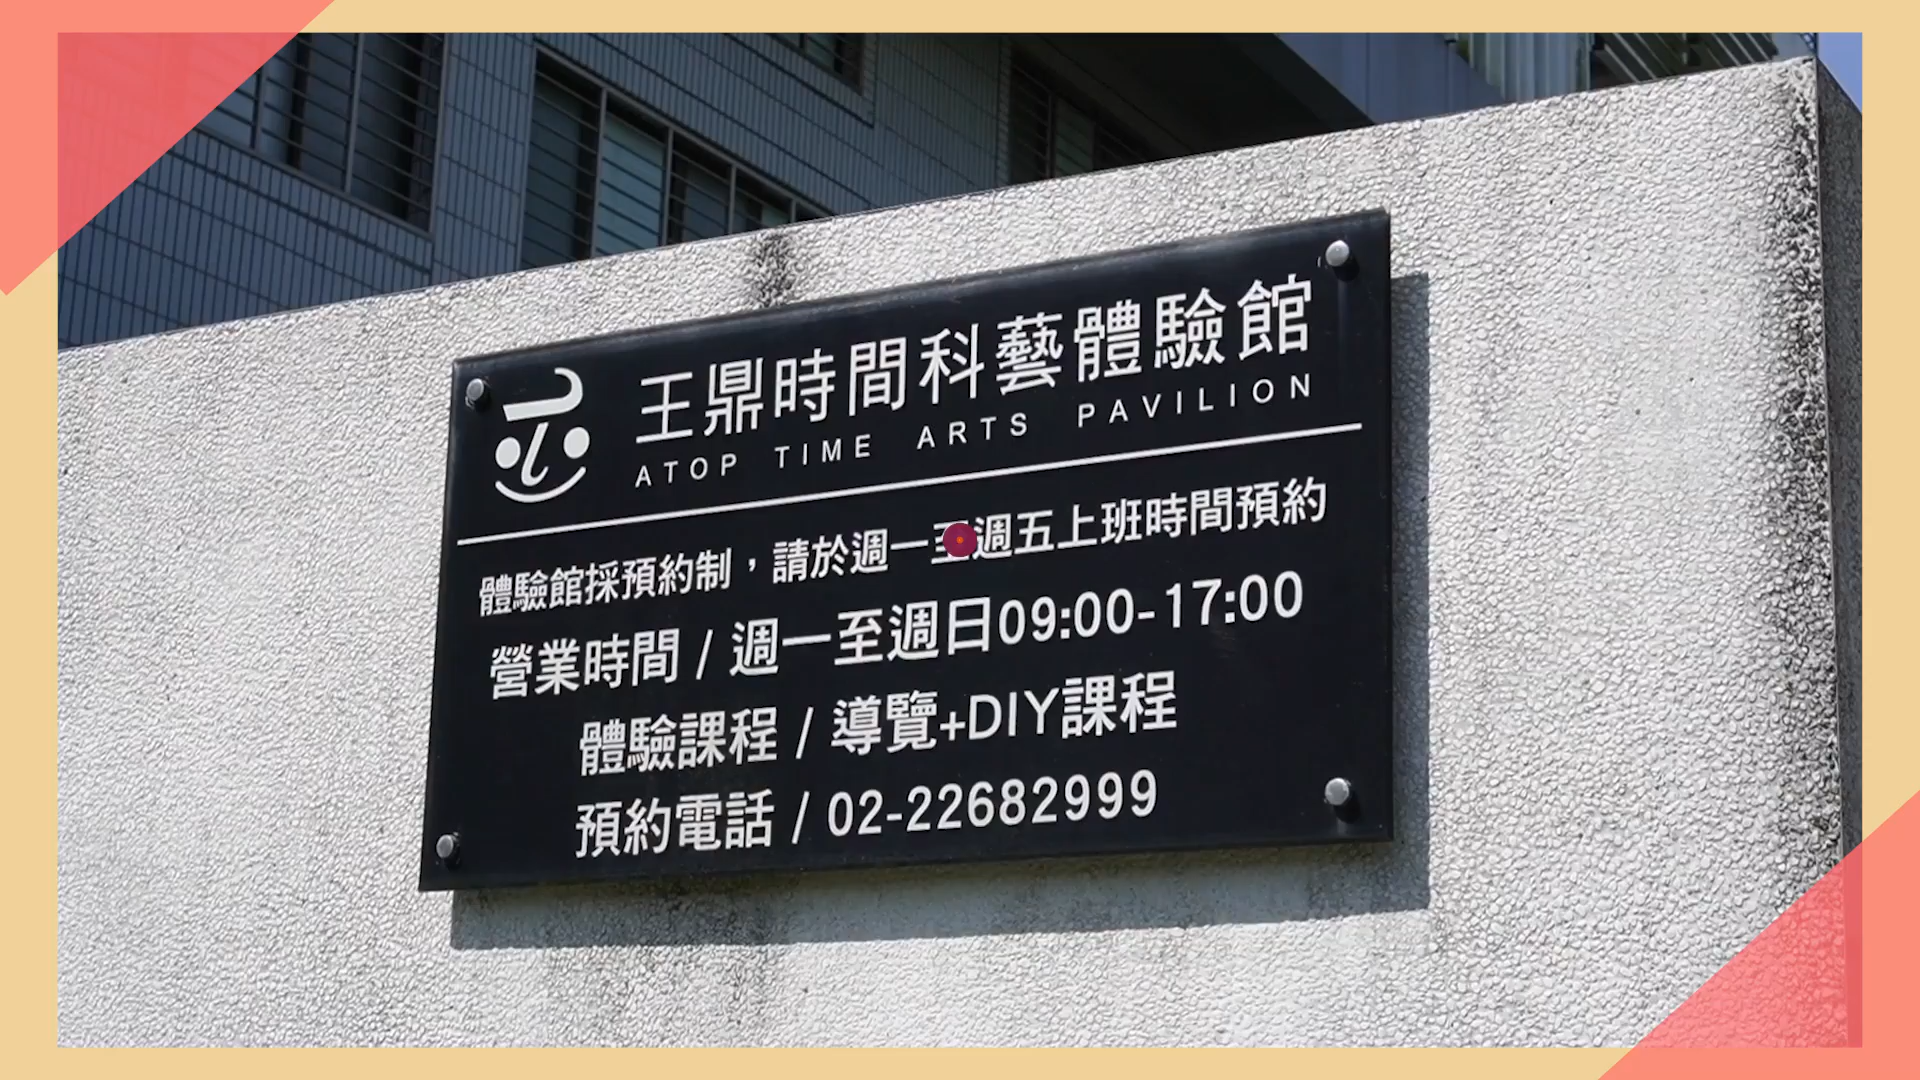 王鼎時間科藝體驗館
ATOP TIME ARTS PAVILION
體驗館採預約制，請於週一至週五上班時間預約
營業時間 / 週一至週日09:00-17:00
體驗課程 / 導覽+DIY課程
預約電話 / 02-22682999